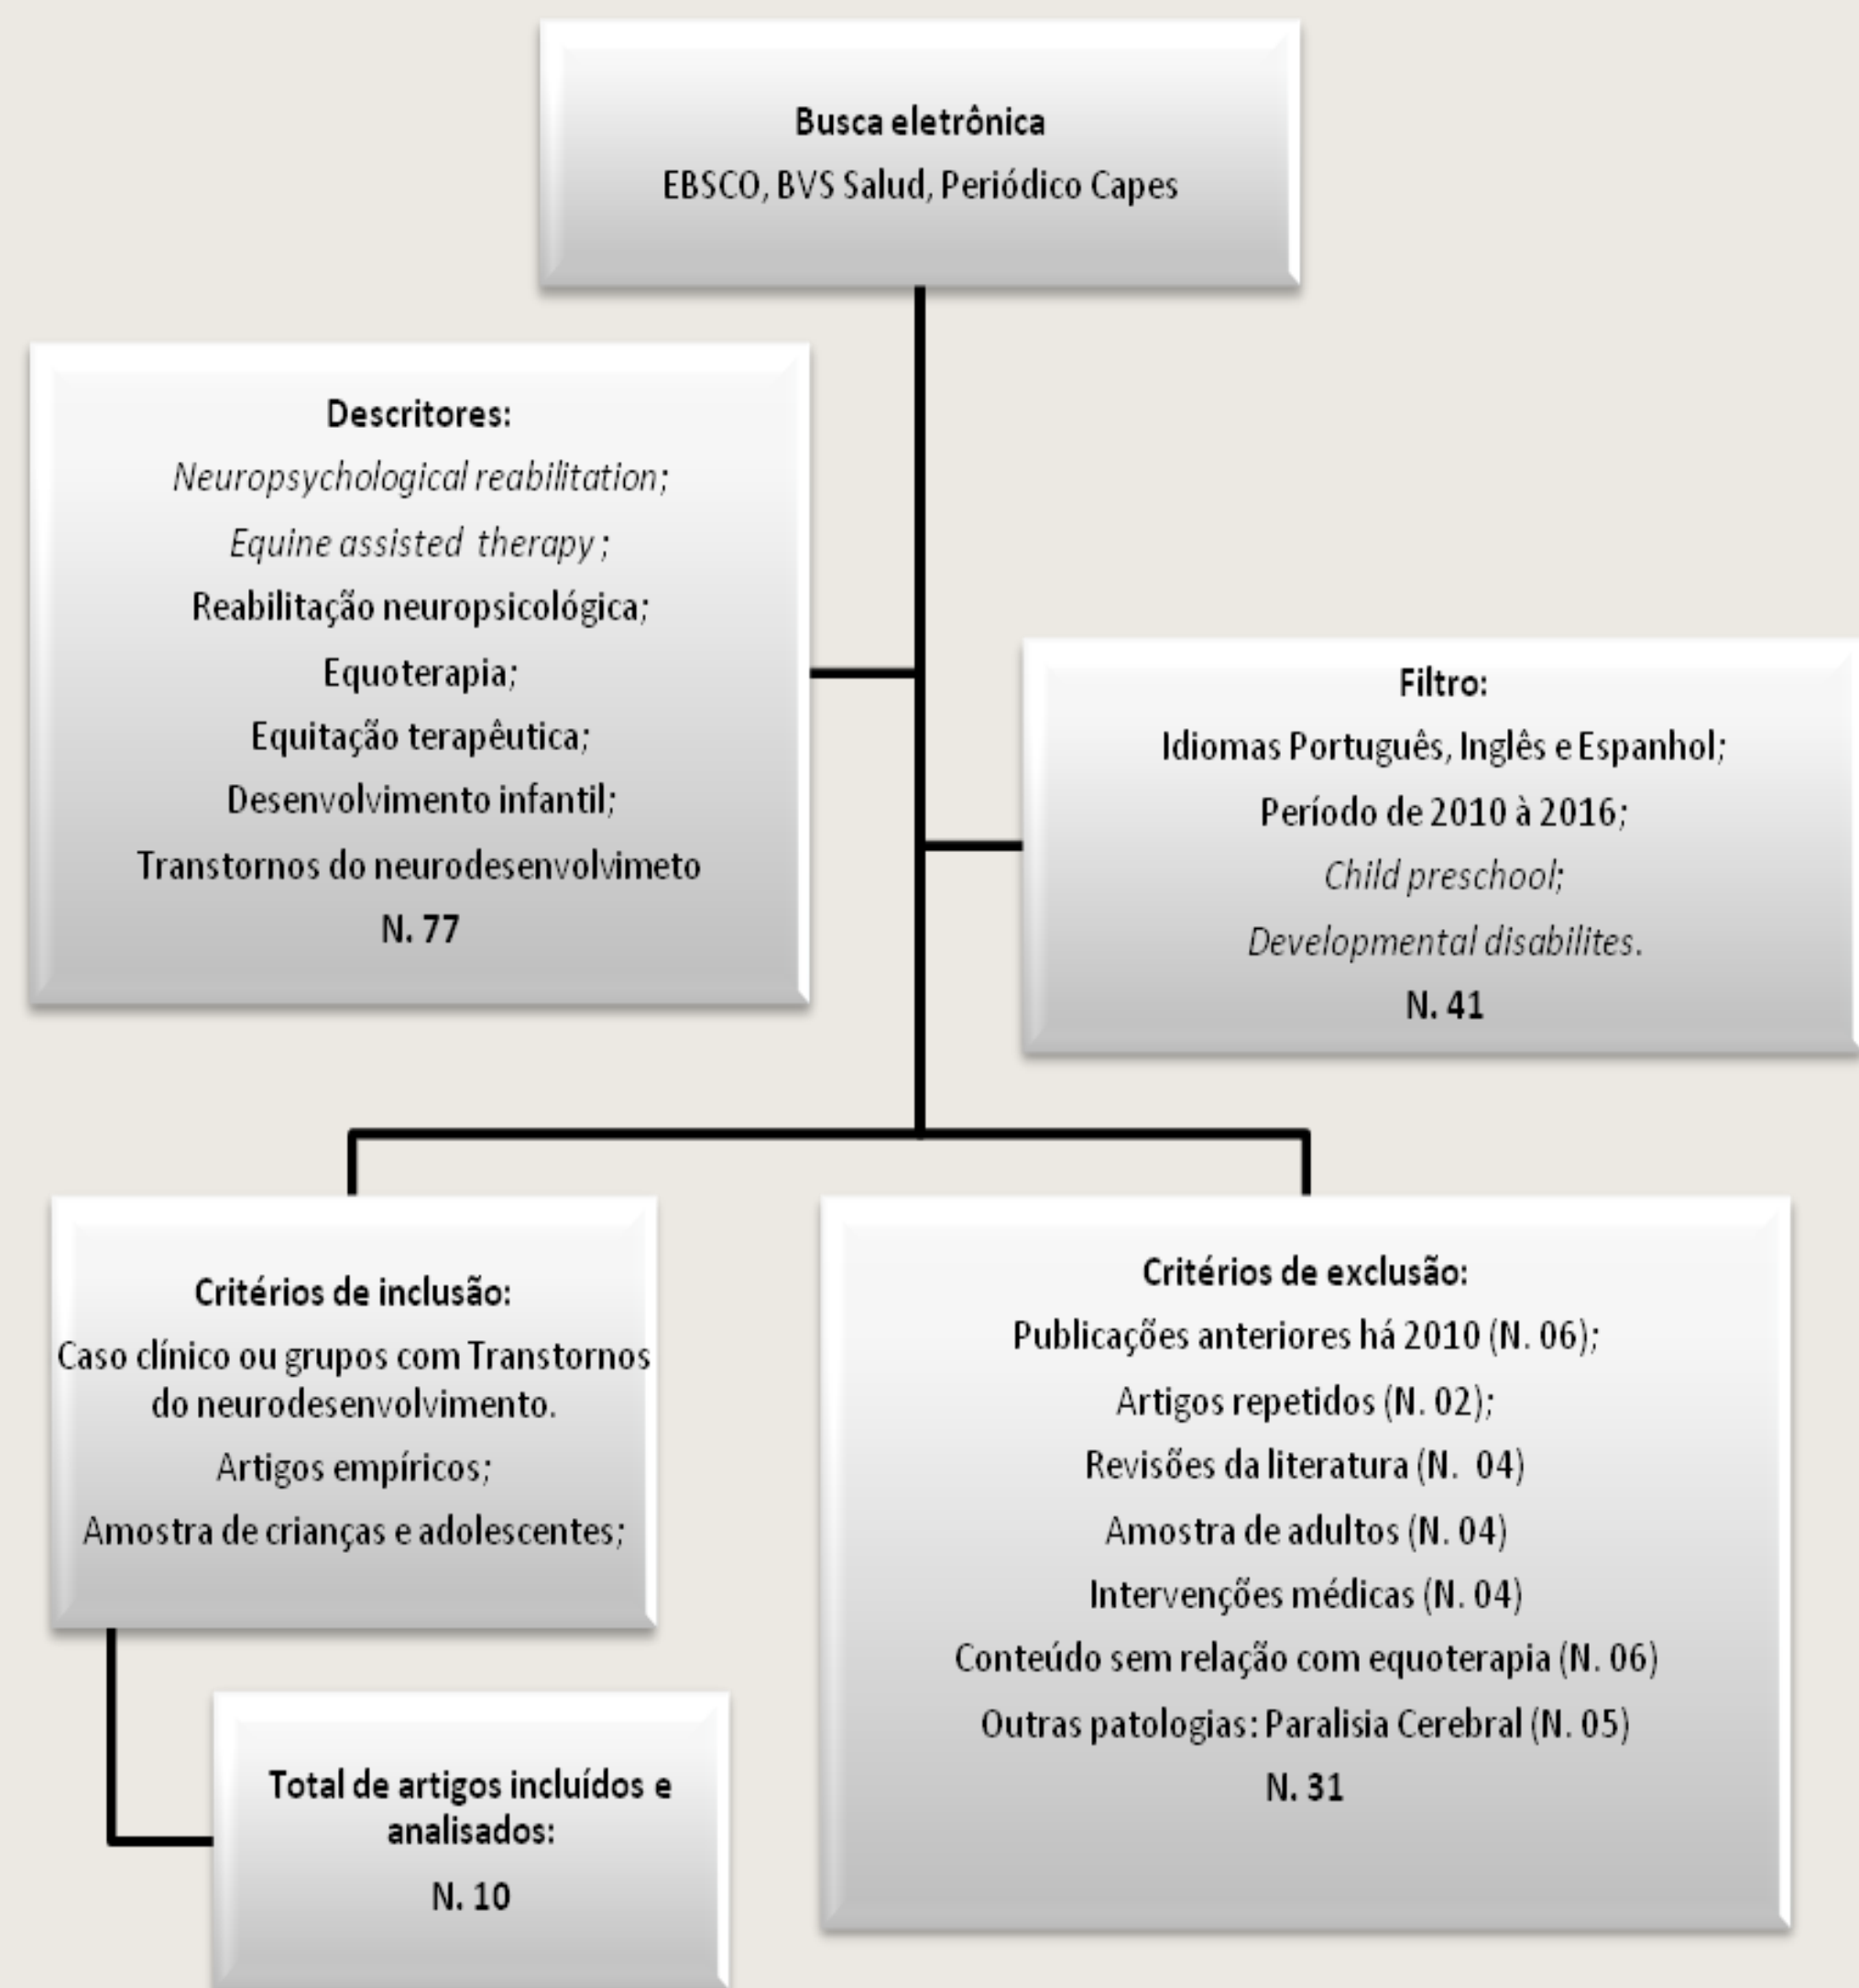 Busca eletrônica
EBSCO, BVS Salud, Periódico Capes
Descritores:
Neuropsychological reabilitation;
Equine assisted therapy ;
Reabilitação neuropsicológica;
Equoterapia;
Equitação terapêutica;
Desenvolvimento infantil;
Transtornos do neurodesenvolvimeto
N. 77
Filtro:
Idiomas Português, Inglês e Espanhol;
Período de 2010 à 2016;
Child preschool;
Developmental disabilites.
N. 41
Critérios de inclusão:
Caso clínico ou grupos com Transtornos
do neurodesenvolvimento.
Artigos empíricos;
Amostra de crianças e adolescentes;
Critérios de exclusão:
Publicações anteriores há 2010 (N. 06);
Artigos repetidos (N. 02);
Revisões da literatura (N. 04)
Amostra de adultos (N. 04)
Intervenções médicas (N. 04)
Conteúdo sem relação com equoterapia (N. 06)
Outras patologias: Paralisia Cerebral (N. 05)
N. 31
Total de artigos incluídos e
analisados:
N. 10